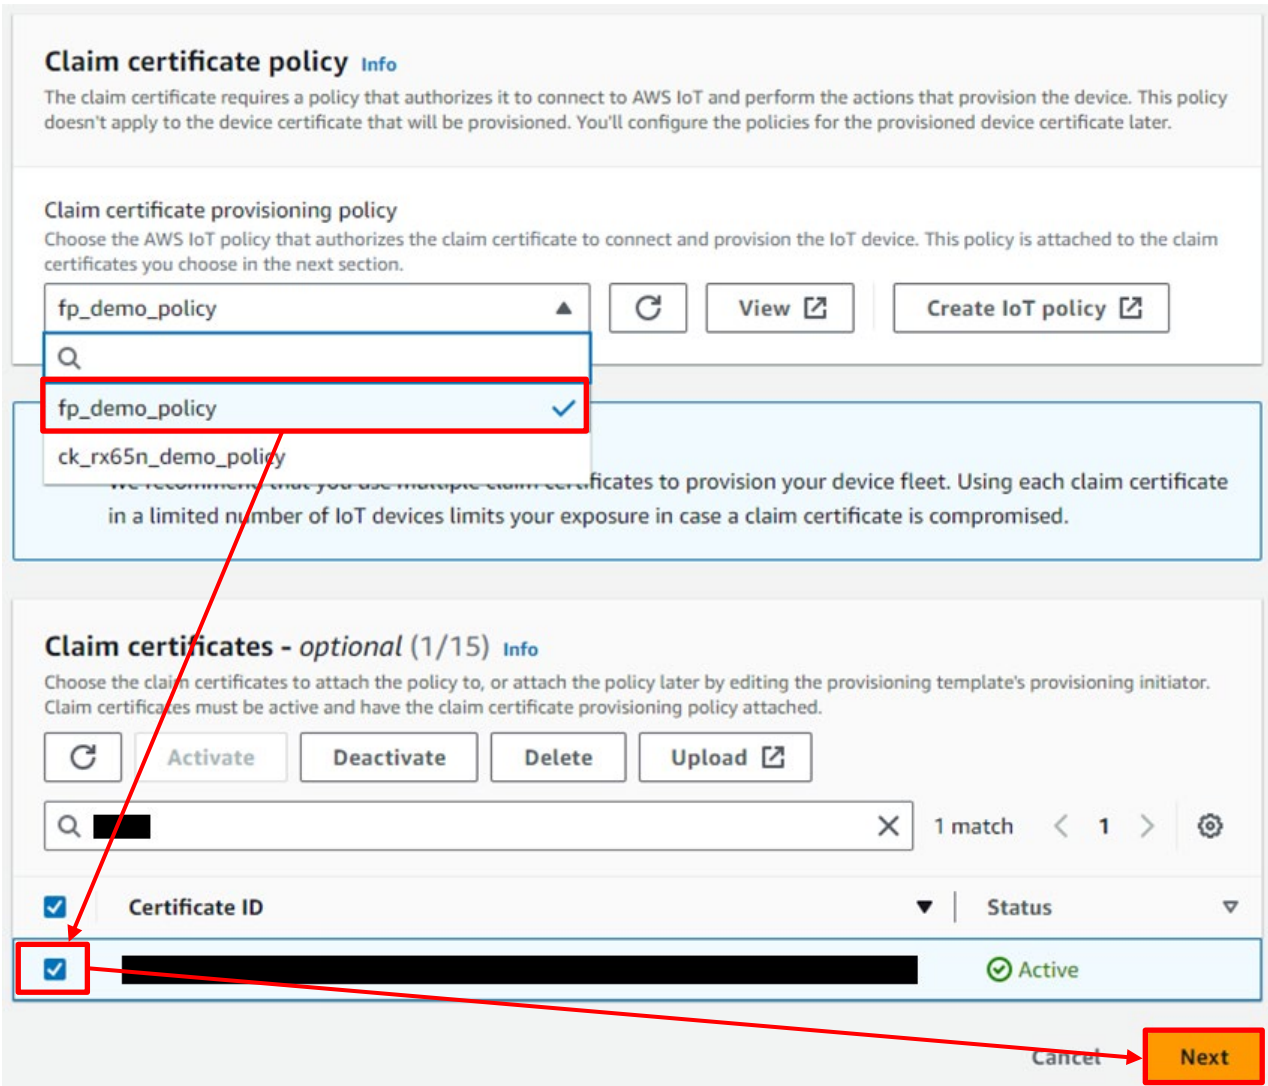 Claim certificate policy Info
The claim certificate requires a policy that authorizes it to connect to AWS IoT and perform the actions that provision the device. This policy
doesn't apply to the device certificate that will be provisioned. You'll configure the policies for the provisioned device certificate later.
Claim certificate provisioning policy
Choose the AWS IoT policy that authorizes the claim certificate to connect and provision the IoT device. This policy is attached to the claim
certificates you choose in the next section.
fp_demo_policy View Create IoT policy
fp_demo_policy
ck_rx65n_demo_policy
We recommend that you use multiple claim certificates to provision your device fleet. Using each claim certificate
in a limited number of IoT devices limits your exposure in case a claim certificate is compromised.
Claim certificates - optional (1/15) Info
Choose the claim certificates to attach the policy to, or attach the policy later by editing the provisioning template's provisioning initiator.
Claim certificates must be active and have the claim certificate provisioning policy attached.
Activate Deactivate Delete Upload
1 match 1
Certificate ID Status
Active
Cancel Next